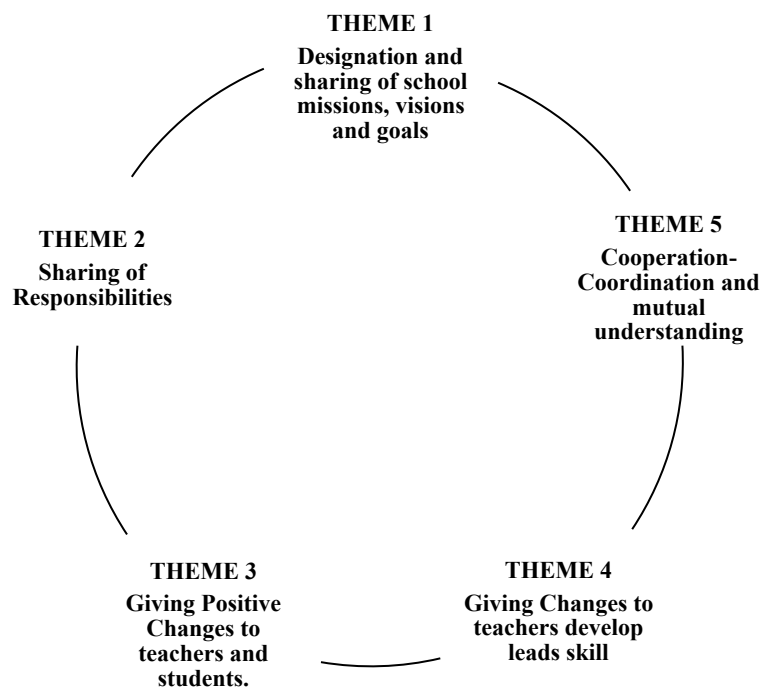 THEME 1
Designation and
sharing of school
missions, visions
and goals
THEME 2
Sharing of
Responsibilities
THEME 3
Giving Positive
Changes to
teachers and
students.
THEME 4
Giving Changes to
teachers develop
leads skill
THEME 5
Cooperation-
Coordination and
mutual
understanding